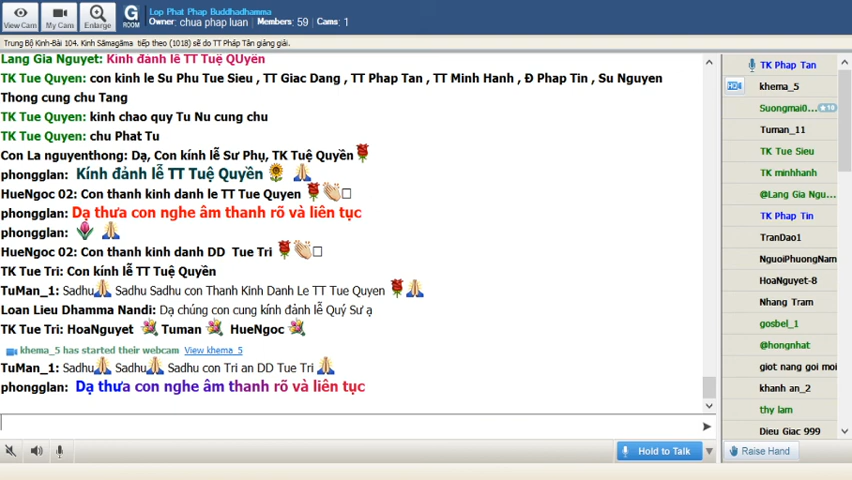 View Cam
My Cam
Enlarge
G ROOM
Lop Phat Phap Buddhadhamma
Owner: chua phap luan Members: 59 Cams: 1
Trung Bộ Kinh-Bài 104. Kinh Sāmagāma tiếp theo (1018) sẽ do TT Pháp Tân giảng giải.
Lang Gia Nguyet: Kính đảnh lễ TT Tuệ QUyền
TK Tue Quyen: con kinh le Su Phu Tue Sieu , TT Giac Dang , TT Phap Tan , TT Minh Hanh , Đ Phap Tin , Su Nguyen
Thong cung chu Tang
TK Tue Quyen: kinh chao quy Tu Nu cung chu
TK Tue Quyen: chu Phat Tu
Con La nguyenthong: Dạ, Con kính lễ Sư Phụ, TK Tuệ Quyền
phongglan: Kính đảnh lễ TT Tuệ Quyền
HueNgoc 02: Con thanh kinh danh le TT Tue Quyen
phongglan: Dạ thưa con nghe âm thanh rõ và liên tục
phongglan:
HueNgoc 02: Con thanh kinh danh DD Tue Tri
TK Tue Tri: Con kính lễ TT Tuệ Quyền
TuMan_1: Sadhu Sadhu Sadhu con Thanh Kinh Danh Le TT Tue Quyen
Loan Lieu Dhamma Nandi: Dạ chúng con cung kính đảnh lễ Quý Sư ạ
TK Tue Tri: HoaNguyet Tuman HueNgoc
khema_5 has started their webcam View khema_5
TuMan_1: Sadhu Sadhu Sadhu con Tri an DD Tue Tri
phongglan: Dạ thưa con nghe âm thanh rõ và liên tục
Hold to Talk
TK Phap Tan
khema_5
Suongmai0... 10
Tuman_11
TK Tue Sieu
TK minhhanh
@Lang Gia Ngu...
TK Phap Tin
TranDao1
NguoiPhuongNam
HoaNguyet-8
Nhang Tram
gosbel_1
@hongnhat
giot nang goi moi
khanh an_2
thy lam
Dieu Giac 999
Raise Hand